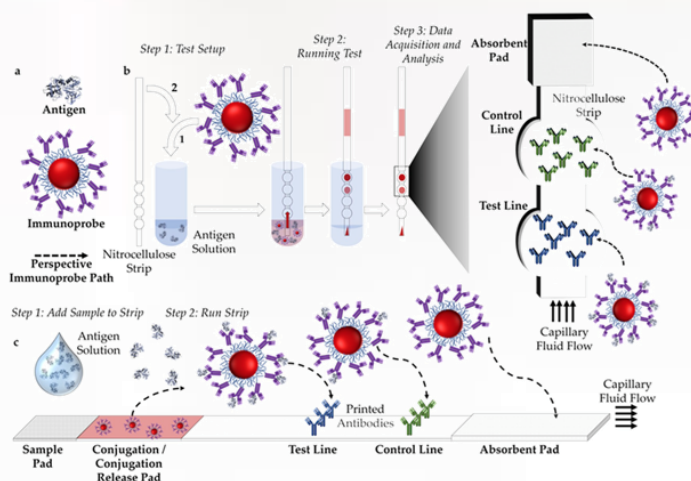 a
Antigen
Immunoprobe
Perspective
Immunoprobe Path
b
Step 1: Test Setup
2
1
Nitrocellulose
Strip
Antigen
Solution
Step 2:
Running Test
Step 3: Data
Acquisition and
Analysis
Absorbent
Pad
Nitrocellulose
Strip
Control
Line
Test Line
Capillary
Fluid Flow
Step 1: Add Sample to Strip
Step 2: Run Strip
c
Antigen
Solution
Printed
Antibodies
Capillary
Fluid Flow
Sample
Pad
Conjugation /
Conjugation
Release Pad
Test Line
Control Line
Absorbent Pad